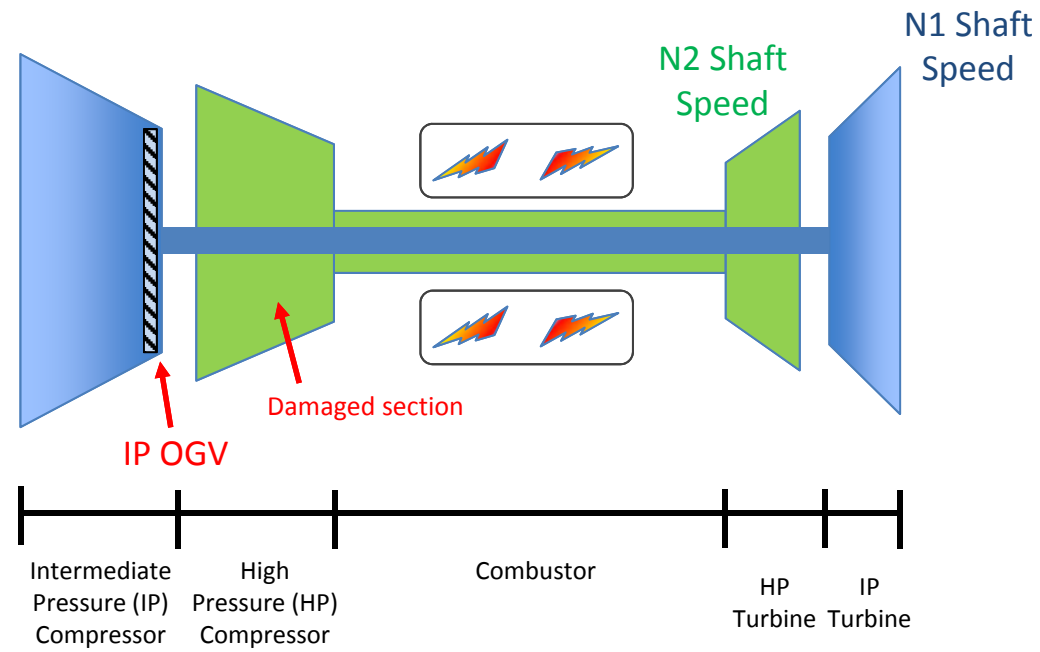 N1 Shaft
Speed
N2 Shaft
Speed
Damaged section
IP OGV
Intermediate
Pressure (IP)
Compressor
High
Pressure (HP)
Compressor
Combustor
HP
Turbine
IP
Turbine